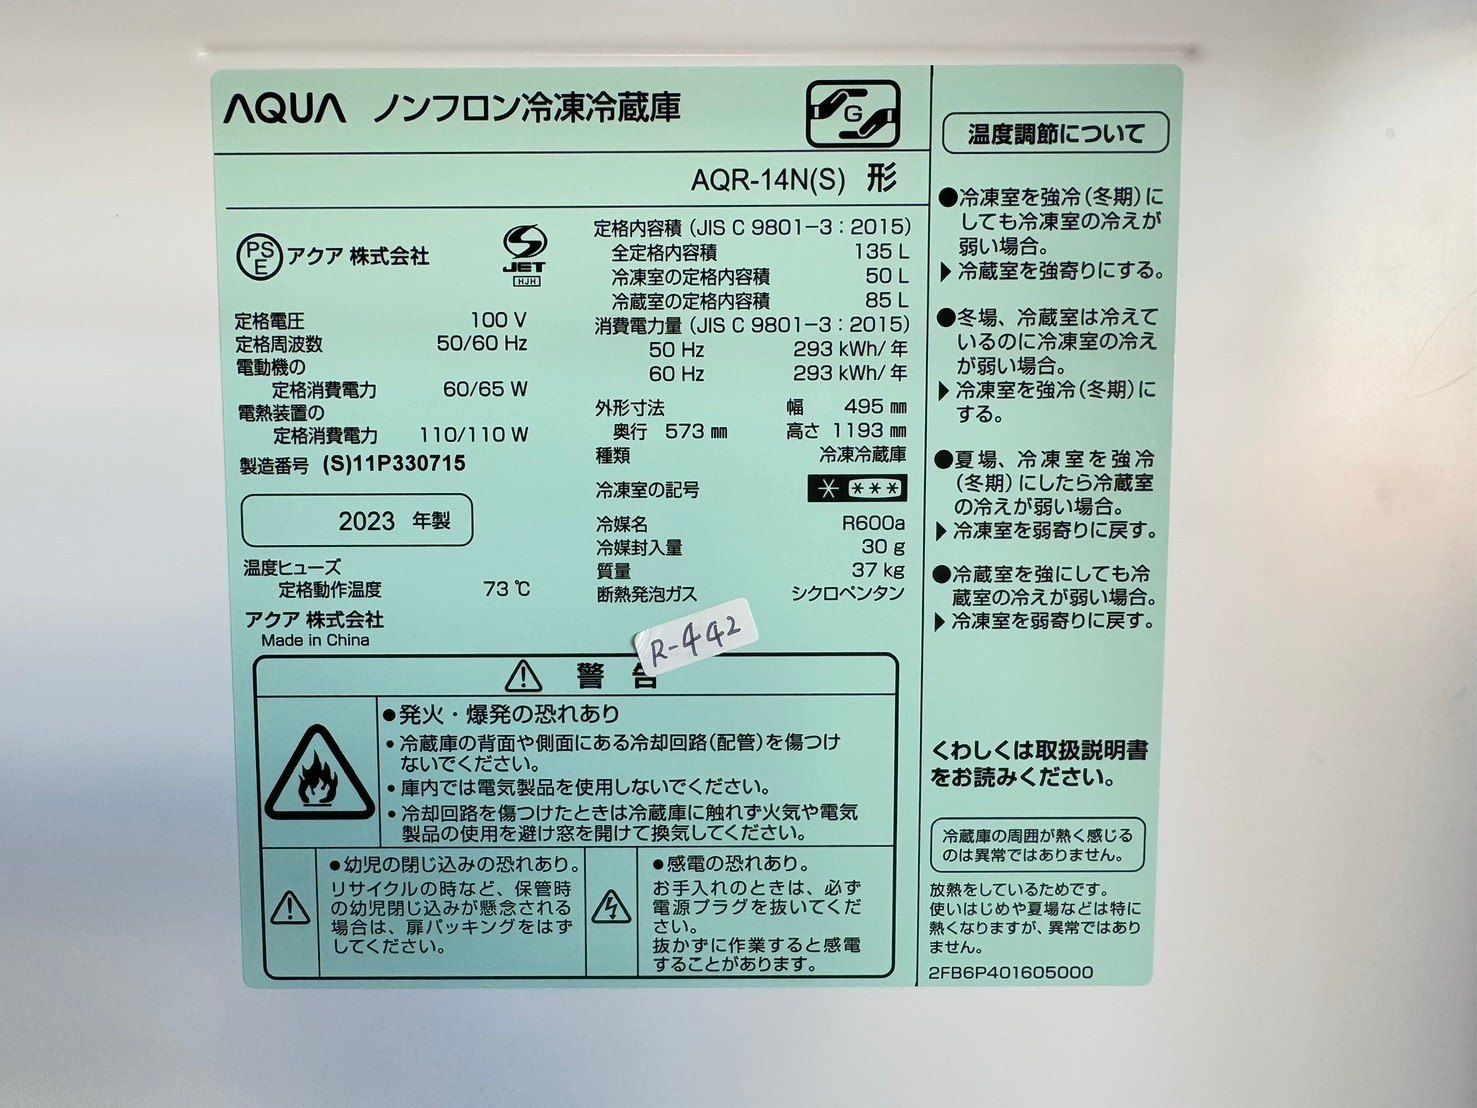 AQUA ノンフロン冷凍冷蔵庫
G
AQR-14N(S) 形
PS
E
アクア 株式会社
JET
HJH
定格電圧 100 V
定格周波数 50/60 Hz
電動機の
定格消費電力 60/65 W
電熱装置の
定格消費電力 110/110 W
製造番号 (S)11P330715
2023 年製
温度ヒューズ
定格動作温度 73 ℃
アクア 株式会社
Made in China
定格内容積 (JIS C 9801-3:2015)
全定格内容積 135 L
冷凍室の定格内容積 50 L
冷蔵室の定格内容積 85 L
消費電力量 (JIS C 9801-3:2015)
50 Hz 293 kWh/年
60 Hz 293 kWh/年
外形寸法 幅 495 ㎜
奥行 573 ㎜ 高さ 1193 ㎜
種類 冷凍冷蔵庫
冷凍室の記号 * ***
冷媒名 R600a
冷媒封入量 30 g
質量 37 kg
断熱発泡ガス シクロペンタン
R-442
⚠ 警 告
●発火・爆発の恐れあり
•冷蔵庫の背面や側面にある冷却回路(配管)を傷つけ
ないでください。
•庫内では電気製品を使用しないでください。
•冷却回路を傷つけたときは冷蔵庫に触れず火気や電気
製品の使用を避け窓を開けて換気してください。
●幼児の閉じ込みの恐れあり。
リサイクルの時など、保管時
の幼児閉じ込みが懸念される
場合は、扉パッキングをはず
してください。
●感電の恐れあり。
お手入れのときは、必ず
電源プラグを抜いてくだ
さい。
抜かずに作業すると感電
することがあります。
温度調節について
●冷凍室を強冷(冬期)に
しても冷凍室の冷えが
弱い場合。
▶冷蔵室を強寄りにする。
●冬場、冷蔵室は冷えて
いるのに冷凍室の冷え
が弱い場合。
▶冷凍室を強冷(冬期)に
する。
●夏場、冷凍室を強冷
(冬期)にしたら冷蔵室
の冷えが弱い場合。
▶冷凍室を弱寄りに戻す。
●冷蔵室を強にしても冷
蔵室の冷えが弱い場合。
▶冷凍室を弱寄りに戻す。
くわしくは取扱説明書
をお読みください。
冷蔵庫の周囲が熱く感じる
のは異常ではありません。
放熱をしているためです。
使いはじめや夏場などは特に
熱くなりますが、異常ではあり
ません。
2FB6P401605000